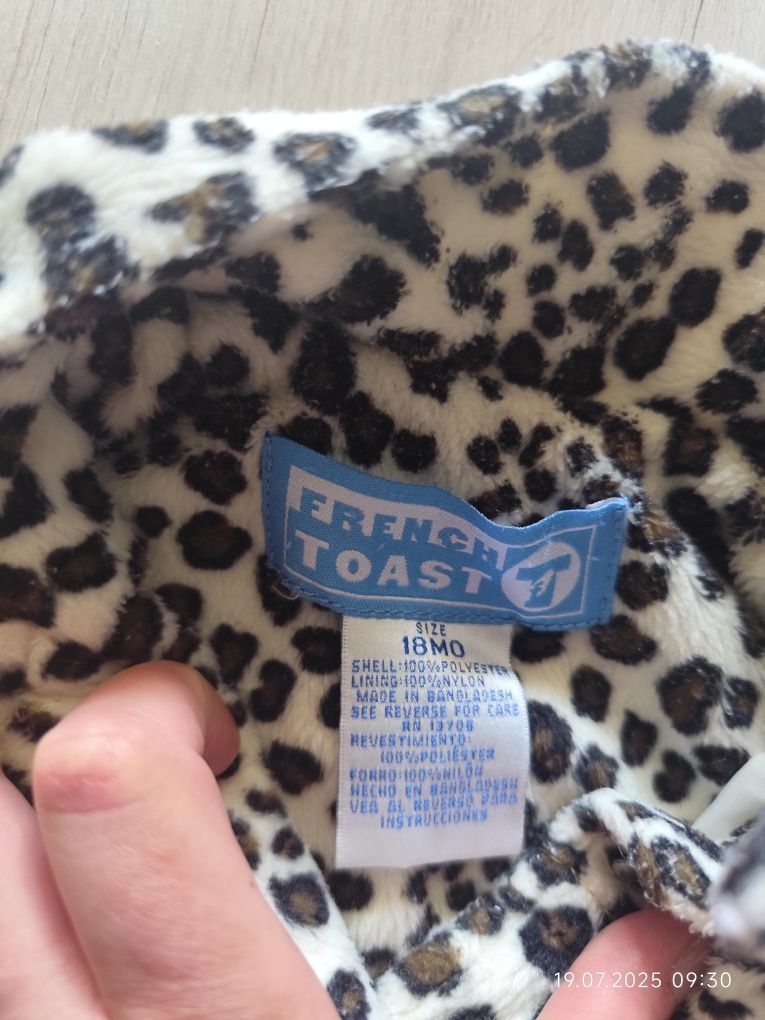 FRENCH
TOAST
T
SIZE
18MO
SHELL:100%POLYESTER
LINING:100%NYLON
MADE IN BANGLADESH
SEE REVERSE FOR CARE
RN 13706
REVESTIMIENTO:
100%POLIÉSTER
FORRO:100%NILÓN
HECHO EN BANGLADESH
VEA AL REVERSO PARA
INSTRUCCIONES
19.07.2025 09:30